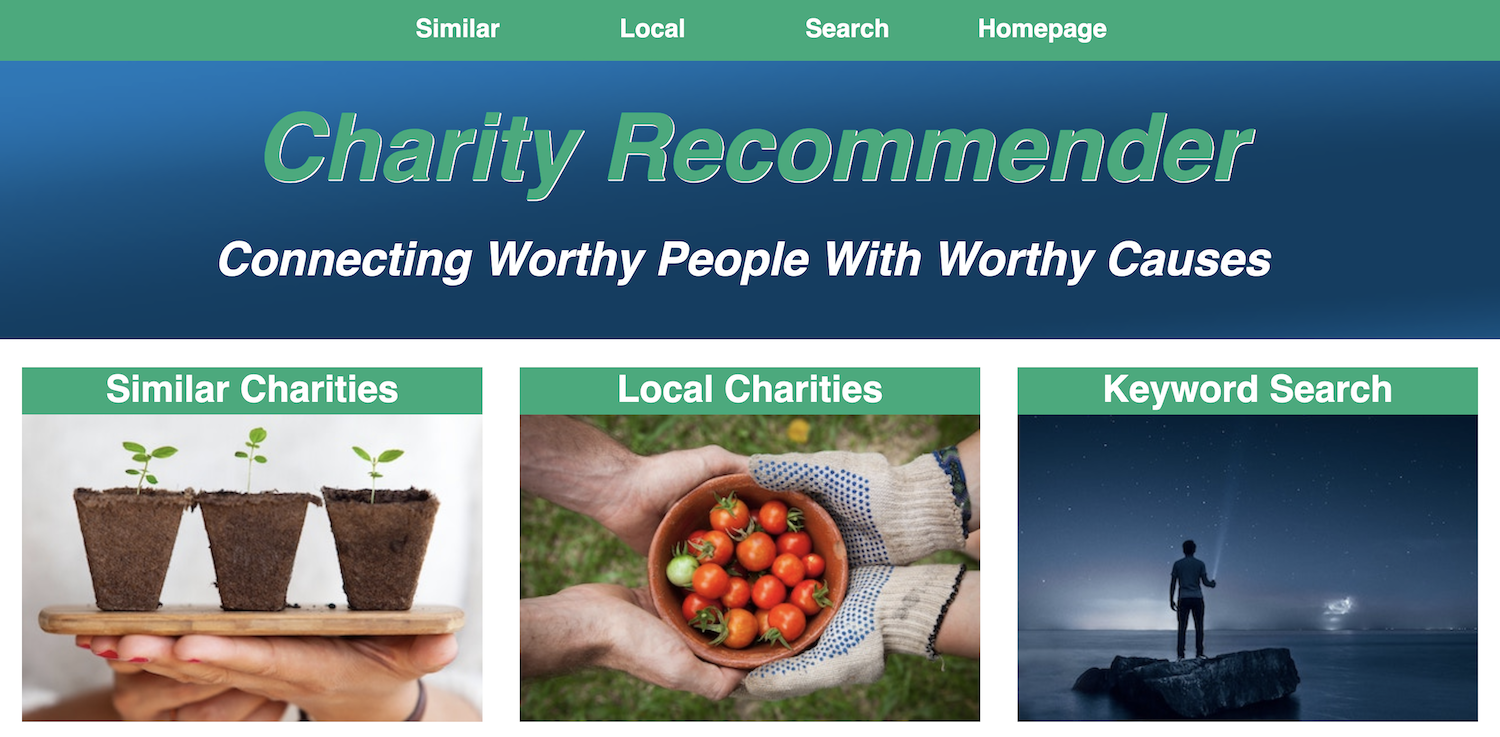 Similar Local Search Homepage
Charity Recommender
Connecting Worthy People With Worthy Causes
Similar Charities
Local Charities
Keyword Search